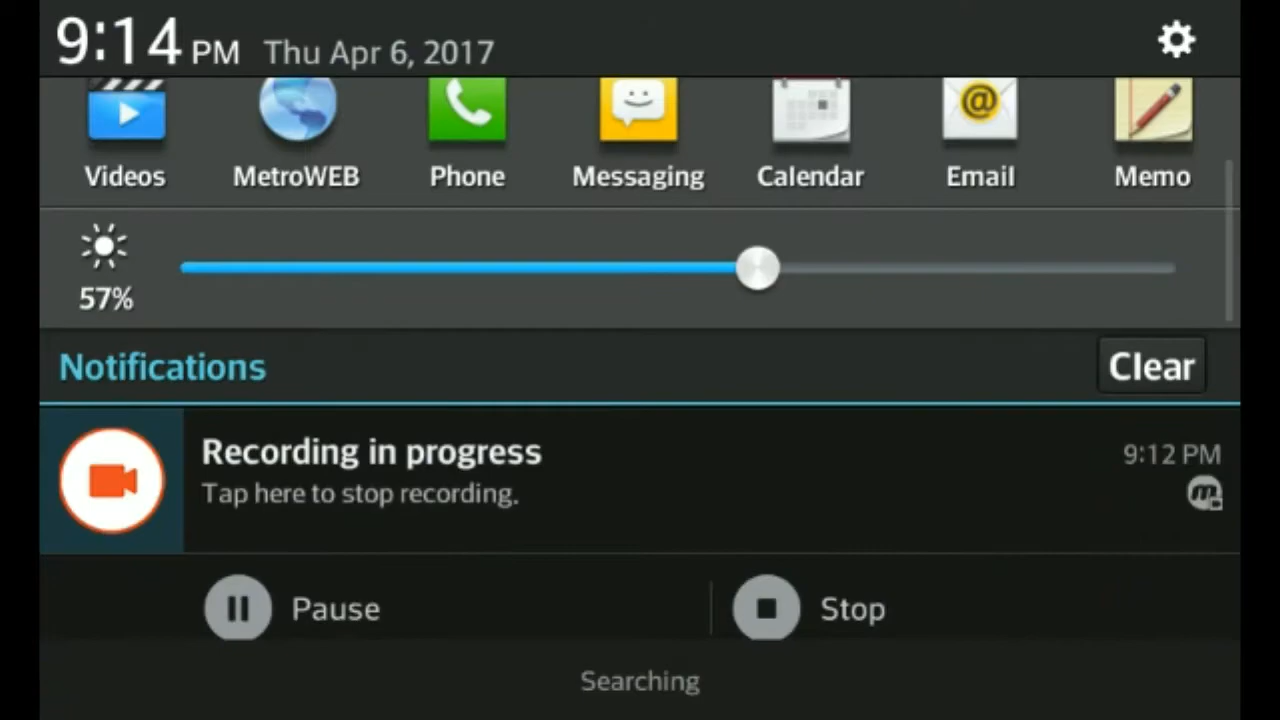 9:14 PM Thu Apr 6, 2017
Videos MetroWEB Phone Messaging Calendar Email Memo
57%
Notifications Clear
Recording in progress 9:12 PM
Tap here to stop recording.
Pause Stop
Searching